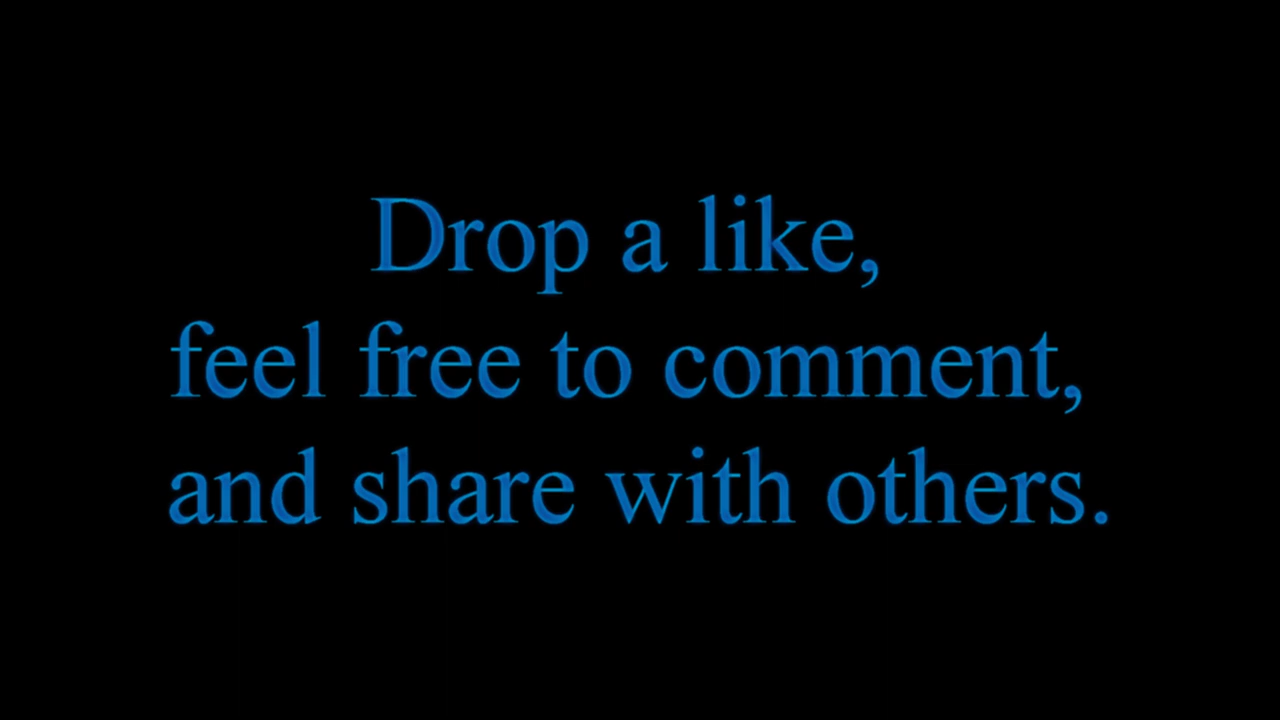 Drop a like,
feel free to comment,
and share with others.